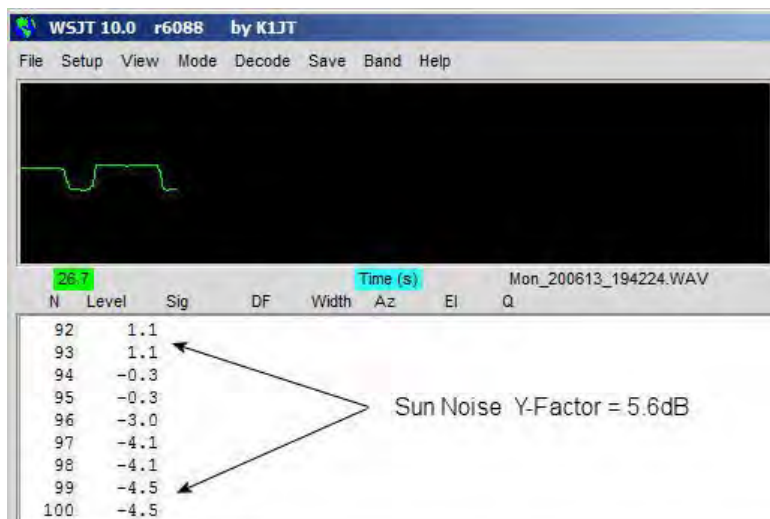 WSJT 10.0 r6088 by K1JT
File Setup View Mode Decode Save Band Help
26.7 Time (s) Mon_200613_194224.WAV
N Level Sig DF Width Az El Q
92 1.1
93 1.1
94 -0.3
95 -0.3
96 -3.0
97 -4.1
98 -4.1
99 -4.5
100 -4.5
Sun Noise Y-Factor = 5.6dB